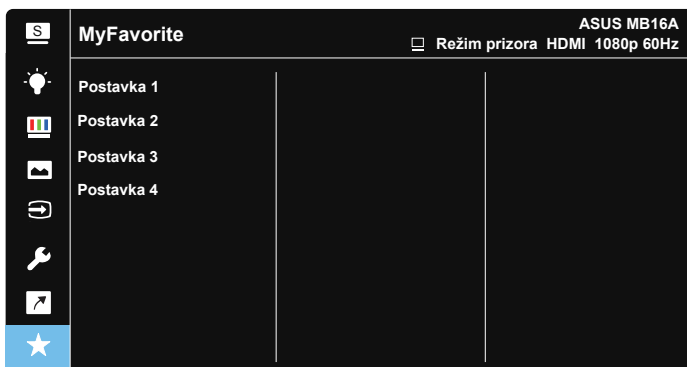 S
MyFavorite
ASUS MB16A
Režim prizora HDMI 1080p 60Hz
Postavka 1
Postavka 2
Postavka 3
Postavka 4